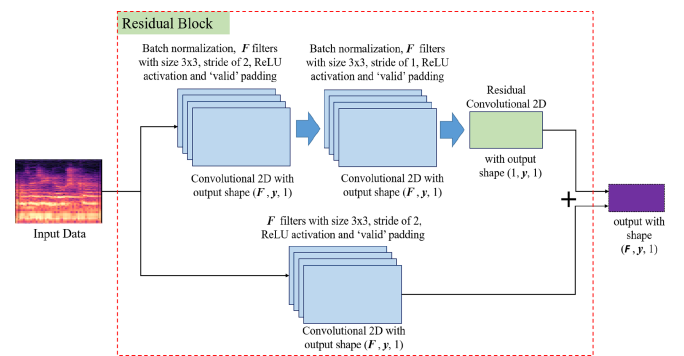 Residual Block
Batch normalization, F filters
with size 3x3, stride of 2, ReLU
activation and ‘valid’ padding
Batch normalization, F filters
with size 3x3, stride of 1, ReLU
activation and ‘valid’ padding
Residual
Convolutional 2D
with output
shape (1, y, 1)
Convolutional 2D with
output shape (F, y, 1)
Convolutional 2D with
output shape (F, y, 1)
Input Data
F filters with size 3x3, stride of 2,
ReLU activation and ‘valid’ padding
+
output with
shape
(F, y, 1)
Convolutional 2D with
output shape (F, y, 1)